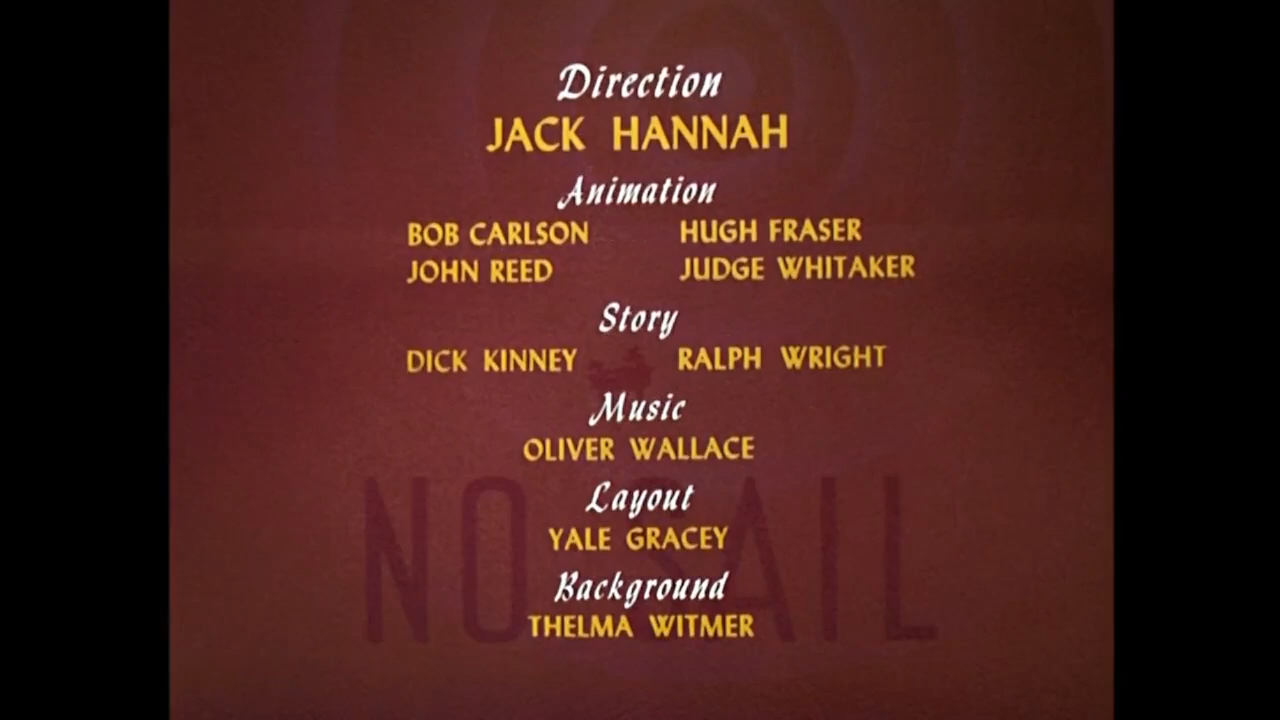 Direction
JACK HANNAH
Animation
BOB CARLSON HUGH FRASER
JOHN REED JUDGE WHITAKER
Story
DICK KINNEY RALPH WRIGHT
Music
OLIVER WALLACE
Layout
YALE GRACEY
Background
THELMA WITMER
NO SAIL